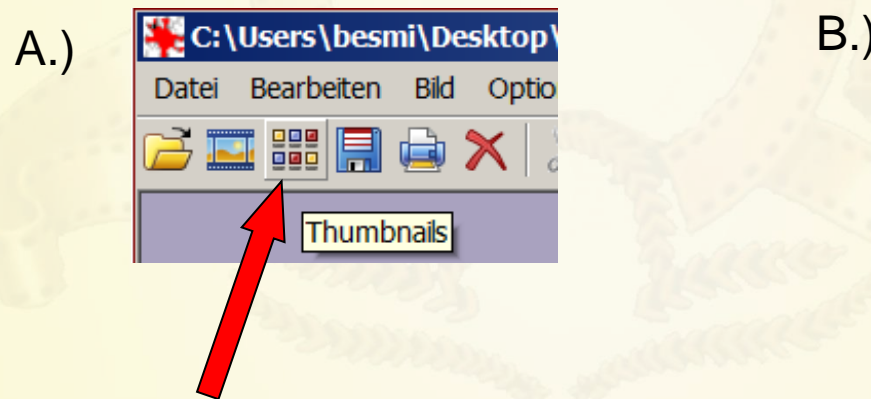 A.)
C:\Users\besmi\Desktop\
Datei Bearbeiten Bild Optio
Thumbnails
B.)